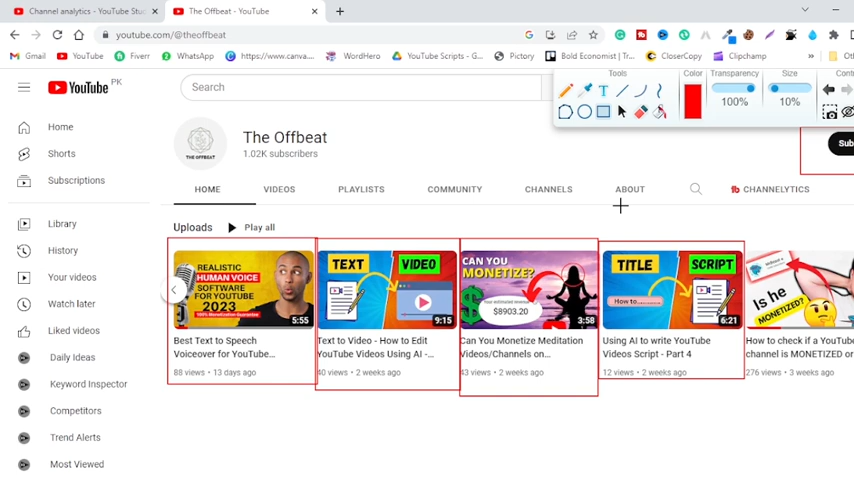 Channel analytics - YouTube Stu
The Offbeat - YouTube
youtube.com/@theoffbeat
Gmail
YouTube
Fiverr
WhatsApp
https://www.canva....
WordHero
YouTube Scripts - G...
Pictory
Bold Economist | Tr...
CloserCopy
Clipchamp
»
Tools
Color
Transparency
Size
100%
10%
YouTube PK
Search
Home
Shorts
Subscriptions
Library
History
Your videos
Watch later
Liked videos
Daily Ideas
Keyword Inspector
Competitors
Trend Alerts
Most Viewed
THE OFFBEAT
The Offbeat
1.02K subscribers
Sub
HOME
VIDEOS
PLAYLISTS
COMMUNITY
CHANNELS
ABOUT
CHANNELYTICS
Uploads
Play all
REALISTIC
HUMAN VOICE
SOFTWARE
FOR YOUTUBE
2023
5:55
Best Text to Speech
Voiceover for YouTube...
88 views • 13 days ago
TEXT
VIDEO
9:15
Text to Video - How to Edit
YouTube Videos Using AI -...
40 views • 2 weeks ago
CAN YOU
MONETIZE?
$8903.20
3:58
Can You Monetize Meditation
Videos/Channels on...
43 views • 2 weeks ago
TITLE
SCRIPT
How to....
6:21
Using AI to write YouTube
Videos Script - Part 4
12 views • 2 weeks ago
Is he
MONETIZED?
How to check if a YouTube
channel is MONETIZED or
276 views • 3 weeks ago